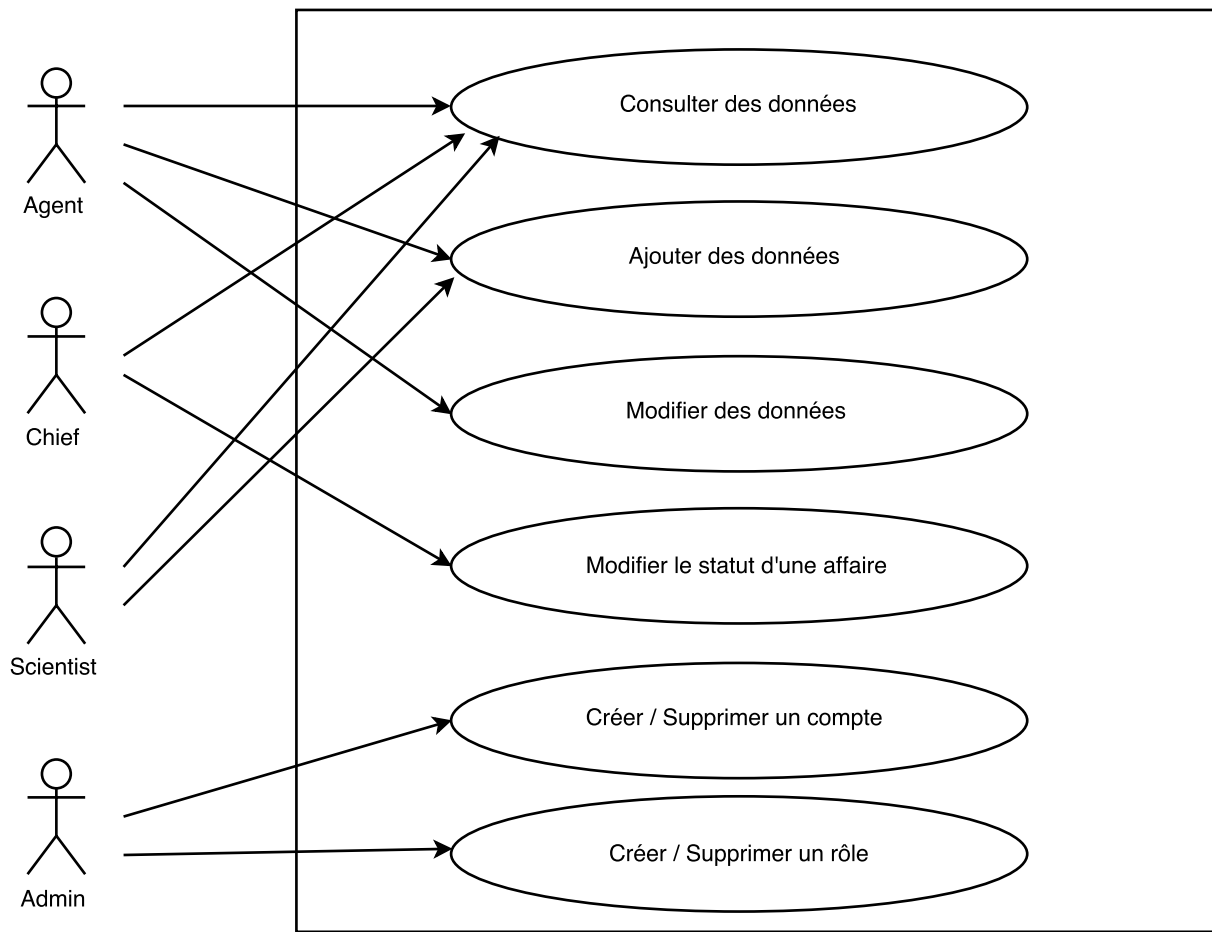 Consulter des données
Agent
Ajouter des données
Modifier des données
Chief
Modifier le statut d'une affaire
Scientist
Créer / Supprimer un compte
Créer / Supprimer un rôle
Admin